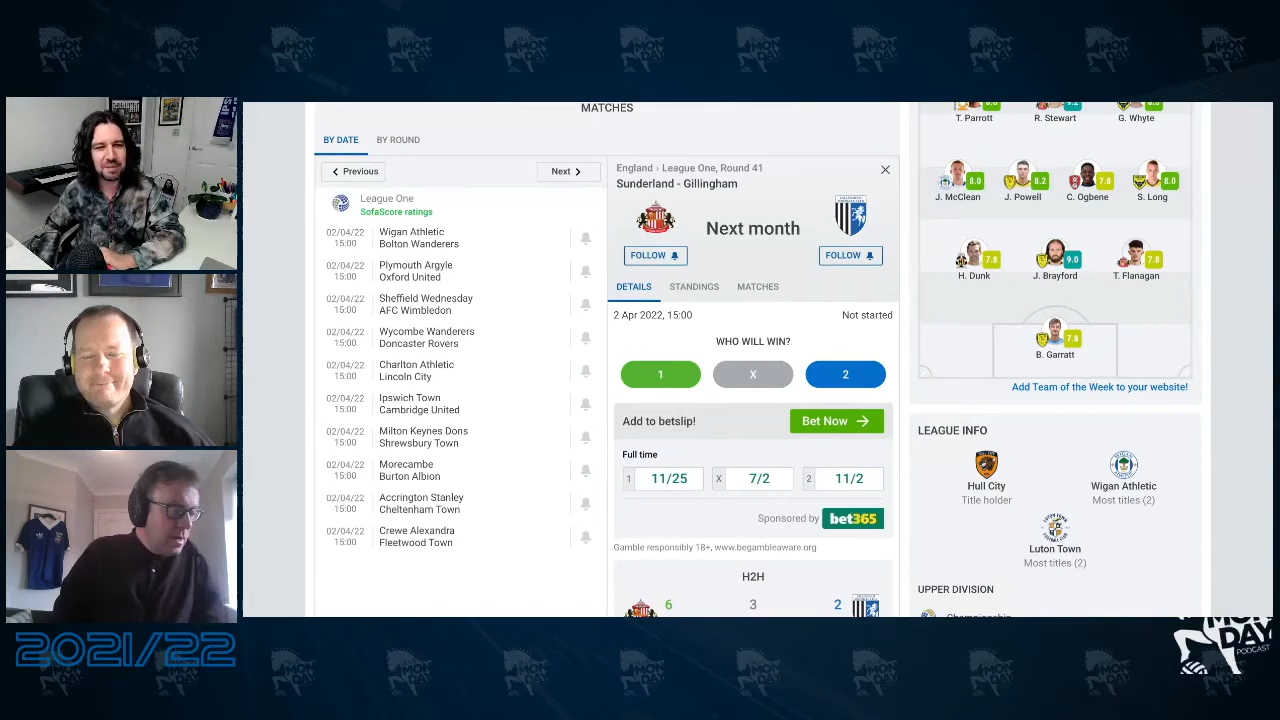 MATCHES
BY DATE
BY ROUND
Previous
Next
League One
SofaScore ratings
02/04/22
15:00
Wigan Athletic
Bolton Wanderers
02/04/22
15:00
Plymouth Argyle
Oxford United
02/04/22
15:00
Sheffield Wednesday
AFC Wimbledon
02/04/22
15:00
Wycombe Wanderers
Doncaster Rovers
02/04/22
15:00
Charlton Athletic
Lincoln City
02/04/22
15:00
Ipswich Town
Cambridge United
02/04/22
15:00
Milton Keynes Dons
Shrewsbury Town
02/04/22
15:00
Morecambe
Burton Albion
02/04/22
15:00
Accrington Stanley
Cheltenham Town
02/04/22
15:00
Crewe Alexandra
Fleetwood Town
England › League One, Round 41
Sunderland - Gillingham
Next month
FOLLOW
FOLLOW
DETAILS
STANDINGS
MATCHES
2 Apr 2022, 15:00
Not started
WHO WILL WIN?
1
X
2
Add to betslip!
Bet Now
Full time
1
11/25
X
7/2
2
11/2
Sponsored by
bet365
Gamble responsibly 18+, www.begambleaware.org
H2H
6
3
2
T. Parrott
R. Stewart
G. Whyte
8.0
8.2
7.8
8.0
J. McClean
J. Powell
C. Ogbene
S. Long
7.8
9.0
7.8
H. Dunk
J. Brayford
T. Flanagan
7.8
B. Garratt
Add Team of the Week to your website!
LEAGUE INFO
Hull City
Title holder
Wigan Athletic
Most titles (2)
Luton Town
Most titles (2)
UPPER DIVISION
2021/22
MON
DAY
PODCAST